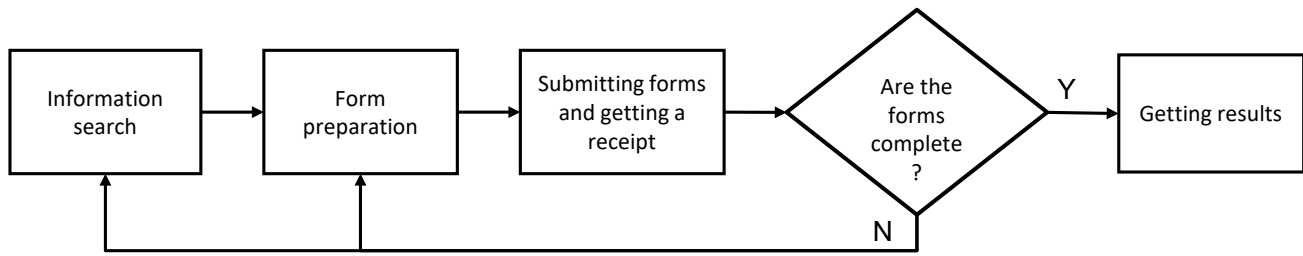 Information
search
Form
preparation
Submitting forms
and getting a
receipt
Are the
forms
complete
?
Y
Getting results
N